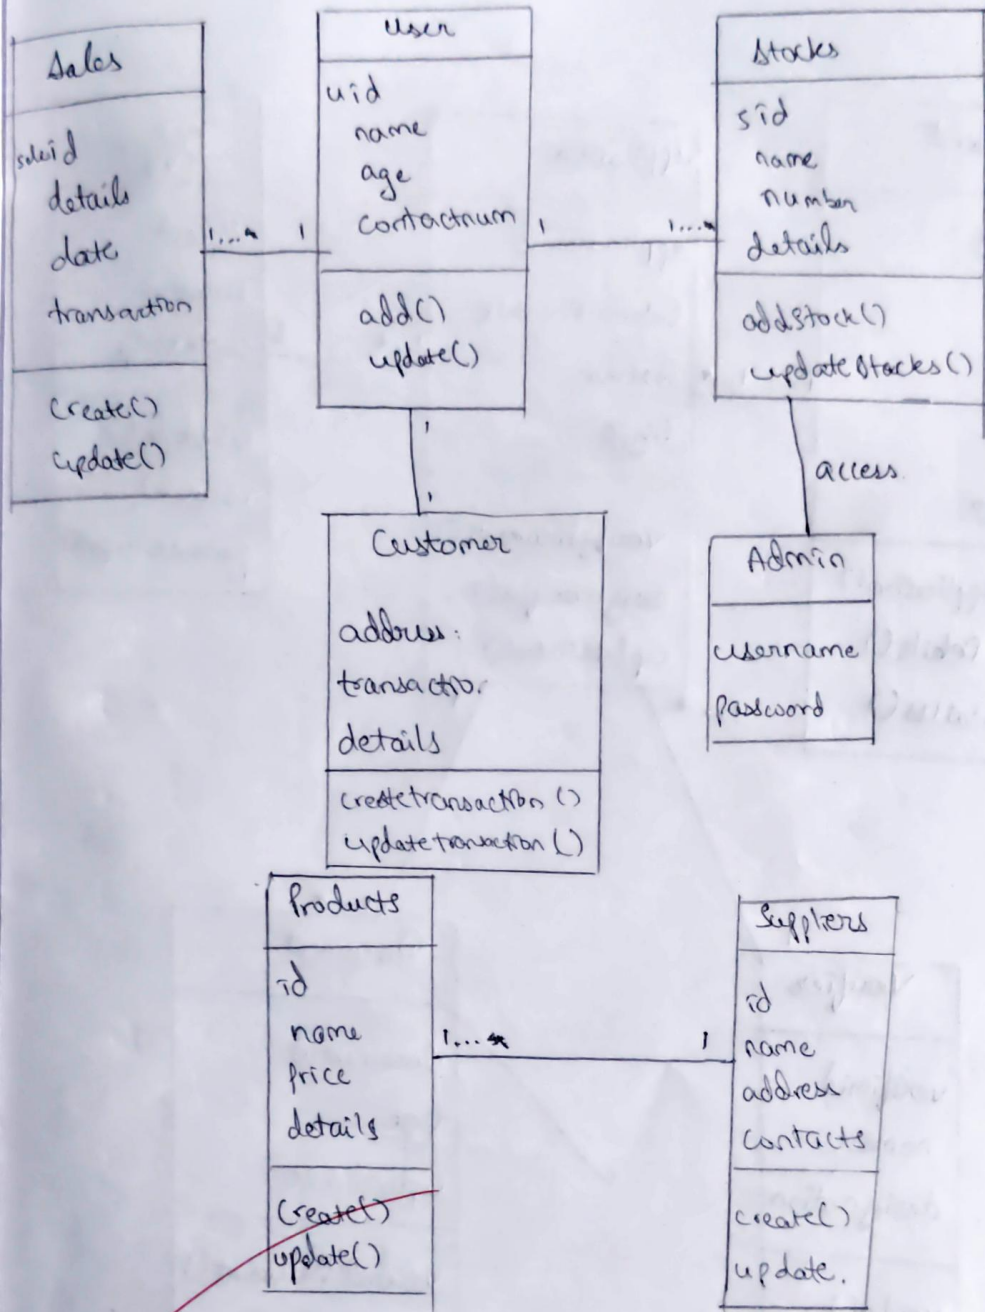 Sales
saleid
details
date
transaction
create()
update()
1...*
1
User
uid
name
age
contactnum
add()
update()
1
1...*
Stocks
sid
name
number
details
addstock()
updatestocks()
access
1
1
Customer
address:
transactio.
details
createtransaction ()
updatetransaction ()
Admin
username
password
Products
id
name
price
details
create()
update()
1...*
1
Suppliers
id
name
address
contacts
create()
update.